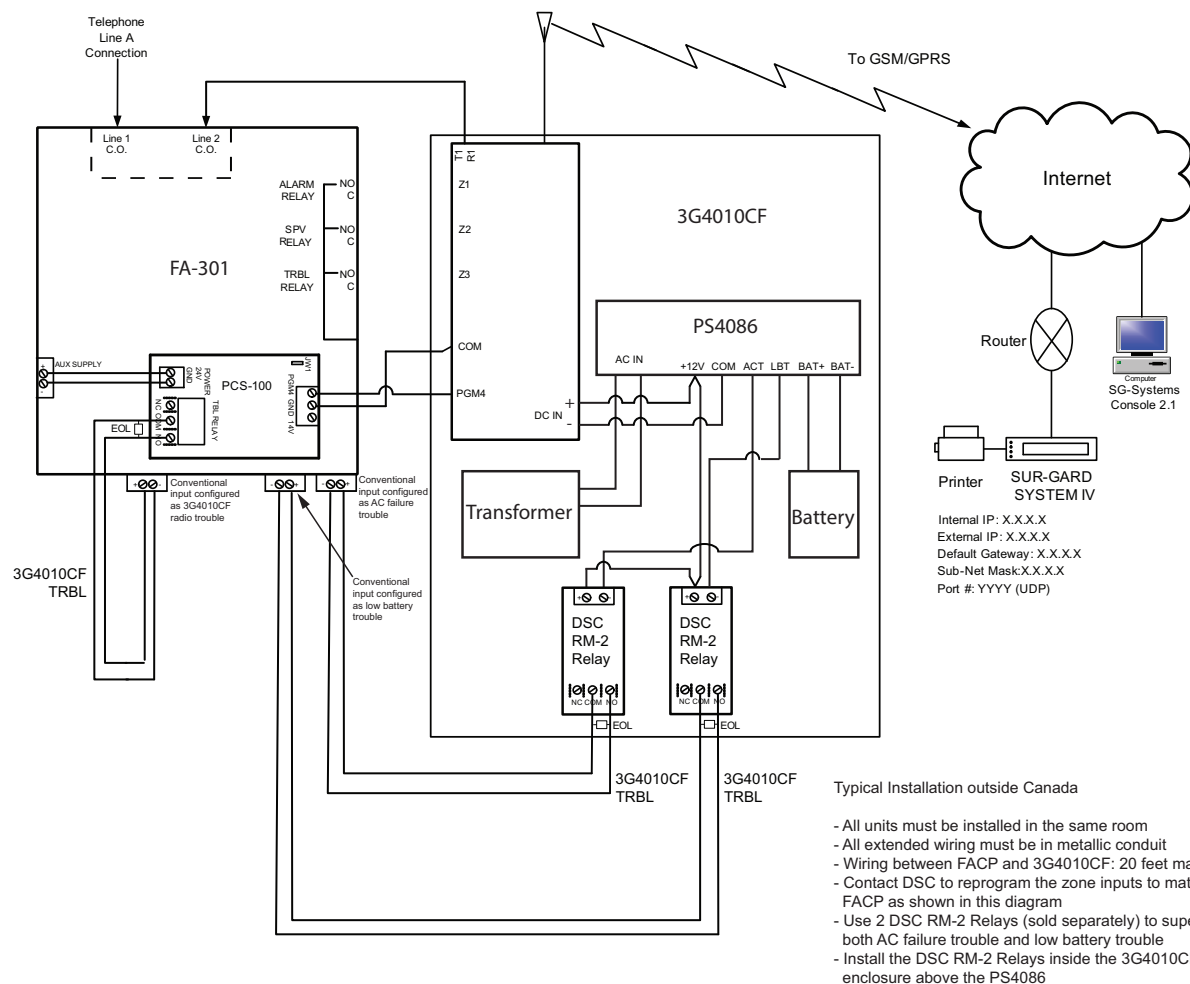 Telephone
Line A
Connection
To GSM/GPRS
Line 1
C.O.
Line 2
C.O.
T1
R1
Z1
Z2
Z3
COM
PGM4
ALARM
RELAY
NO
C
SPV
RELAY
NO
C
TRBL
RELAY
NO
C
FA-301
3G4010CF
Internet
PS4086
AC IN
+12V COM ACT LBT BAT+ BAT-
+
DC IN
-
AUX SUPPLY
+
-
POWER
24V
GND
PCS-100
JW1
PGM4 GND 14V
TBL RELAY
NC COM NO
EOL
Router
Computer
SG-Systems
Console 2.1
Printer
SUR-GARD
SYSTEM IV
Internal IP: X.X.X.X
External IP: X.X.X.X
Default Gateway: X.X.X.X
Sub-Net Mask:X.X.X.X
Port #: YYYY (UDP)
+ -
Conventional
input configured
as 3G4010CF
radio trouble
- +
- +
Conventional
input configured
as AC failure
trouble
Conventional
input configured
as low battery
trouble
Transformer
Battery
3G4010CF
TRBL
+ -
DSC
RM-2
Relay
NC COM NO
EOL
+ -
DSC
RM-2
Relay
NC COM NO
EOL
3G4010CF
TRBL
3G4010CF
TRBL
Typical Installation outside Canada
- All units must be installed in the same room
- All extended wiring must be in metallic conduit
- Wiring between FACP and 3G4010CF: 20 feet ma
- Contact DSC to reprogram the zone inputs to mat
FACP as shown in this diagram
- Use 2 DSC RM-2 Relays (sold separately) to supe
both AC failure trouble and low battery trouble
- Install the DSC RM-2 Relays inside the 3G4010C
enclosure above the PS4086